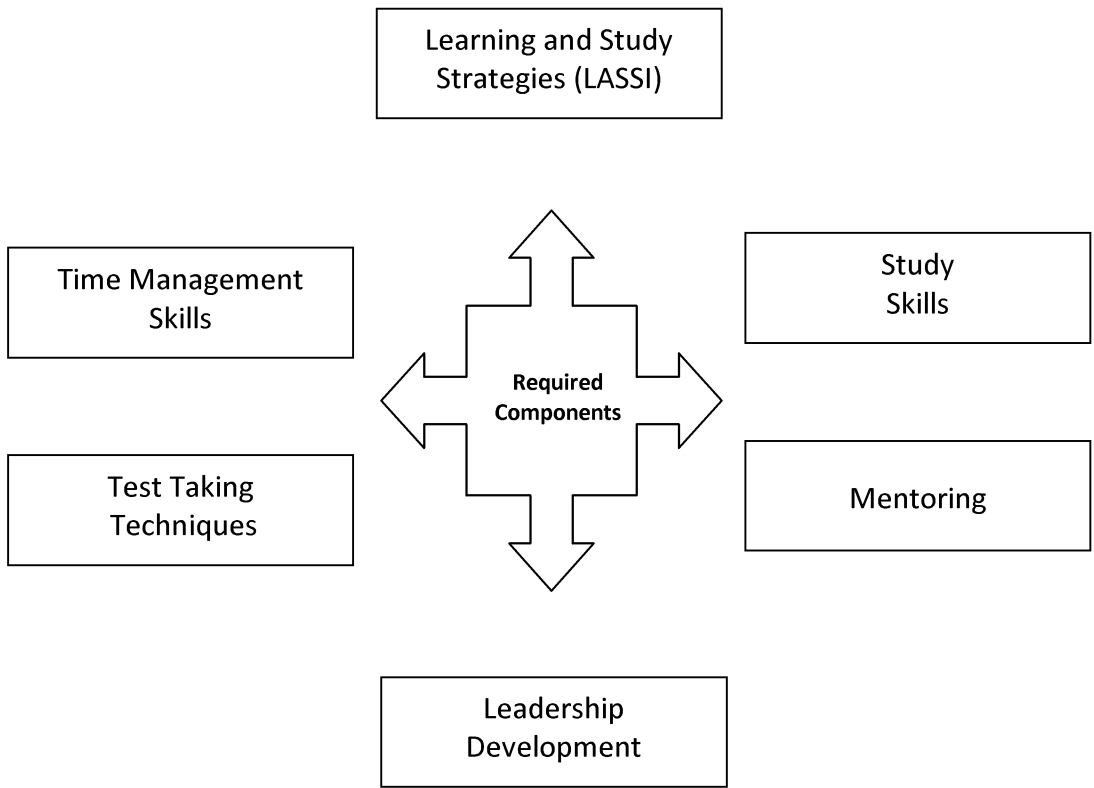 Learning and Study
Strategies (LASSI)
Time Management
Skills
Study
Skills
Required
Components
Test Taking
Techniques
Mentoring
Leadership
Development